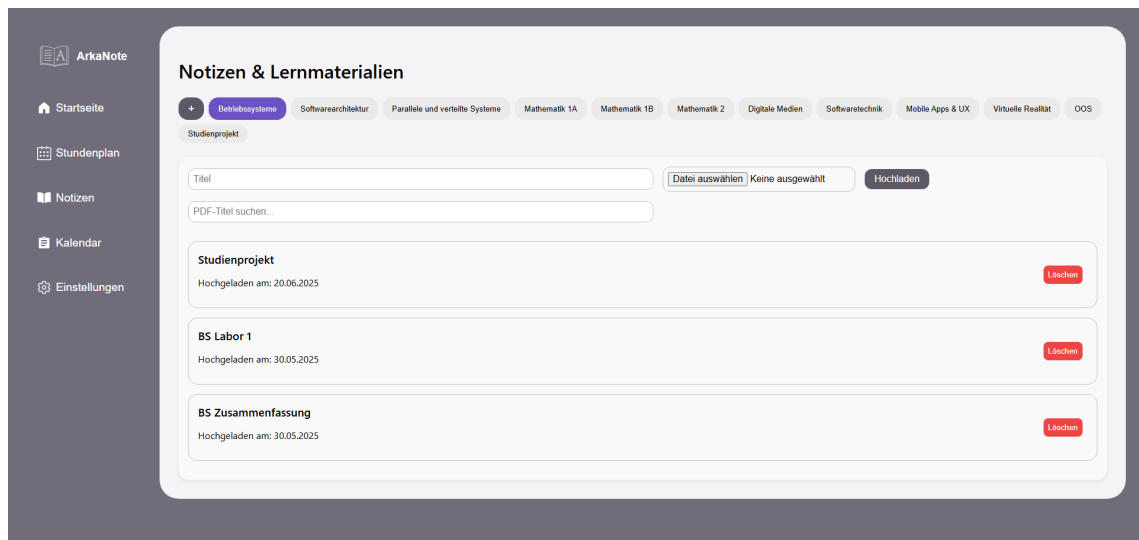 A ArkaNote
Startseite
Stundenplan
Notizen
Kalendar
Einstellungen
Notizen & Lernmaterialien
+ Betriebssysteme Softwarearchitektur Parallele und verteilte Systeme Mathematik 1A Mathematik 1B Mathematik 2 Digitale Medien Softwaretechnik Mobile Apps & UX Virtuelle Realität OOS
Studienprojekt
Titel Datei auswählen Keine ausgewählt Hochladen
PDF-Titel suchen...
Studienprojekt
Hochgeladen am: 20.06.2025
Löschen
BS Labor 1
Hochgeladen am: 30.05.2025
Löschen
BS Zusammenfassung
Hochgeladen am: 30.05.2025
Löschen